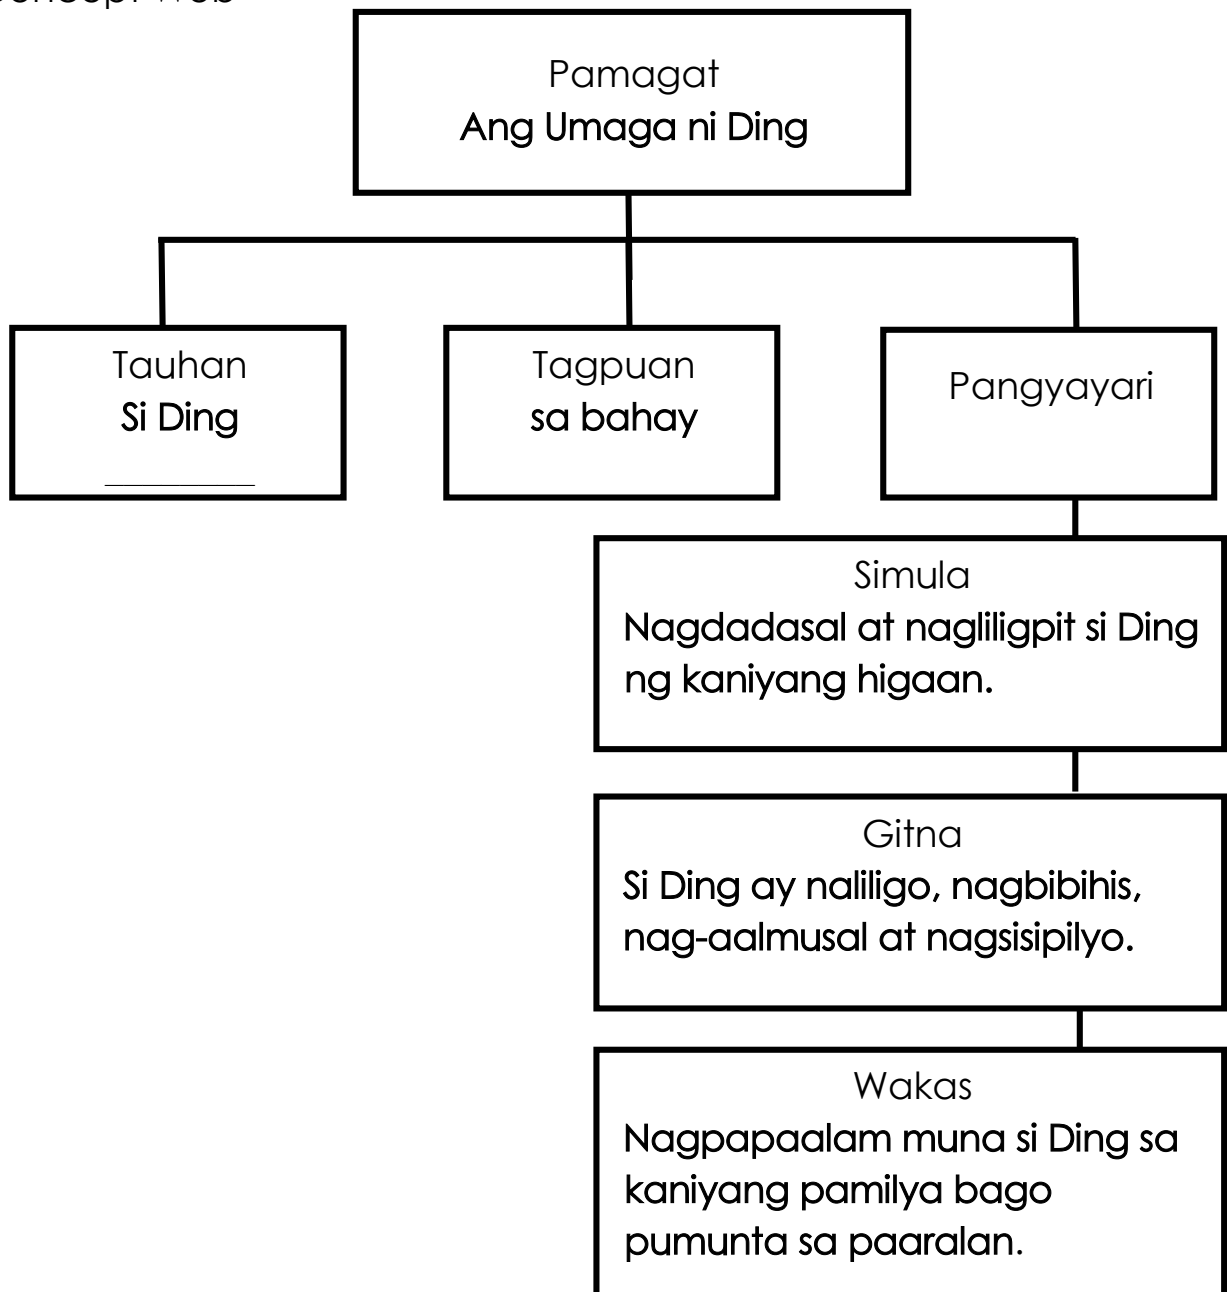 Pamagat
Ang Umaga ni Ding
Tauhan
Si Ding
Tagpuan
sa bahay
Pangyayari
Simula
Nagdadasal at nagliligpit si Ding
ng kaniyang higaan.
Gitna
Si Ding ay naliligo, nagbibihis,
nag-aalmusal at nagsisipilyo.
Wakas
Nagpapaalam muna si Ding sa
kaniyang pamilya bago
pumunta sa paaralan.